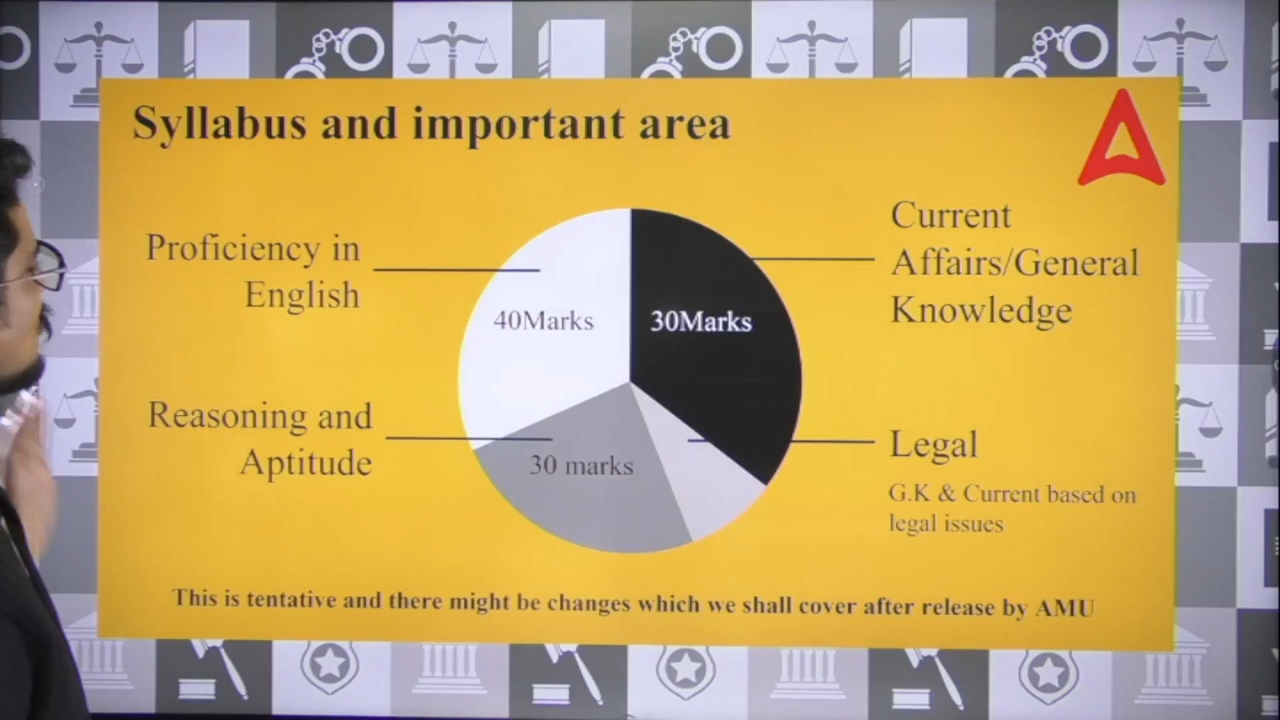 Syllabus and important area
Proficiency in
English
40Marks
30Marks
Current
Affairs/General
Knowledge
Reasoning and
Aptitude
30 marks
Legal
G.K & Current based on
legal issues
This is tentative and there might be changes which we shall cover after release by AMU